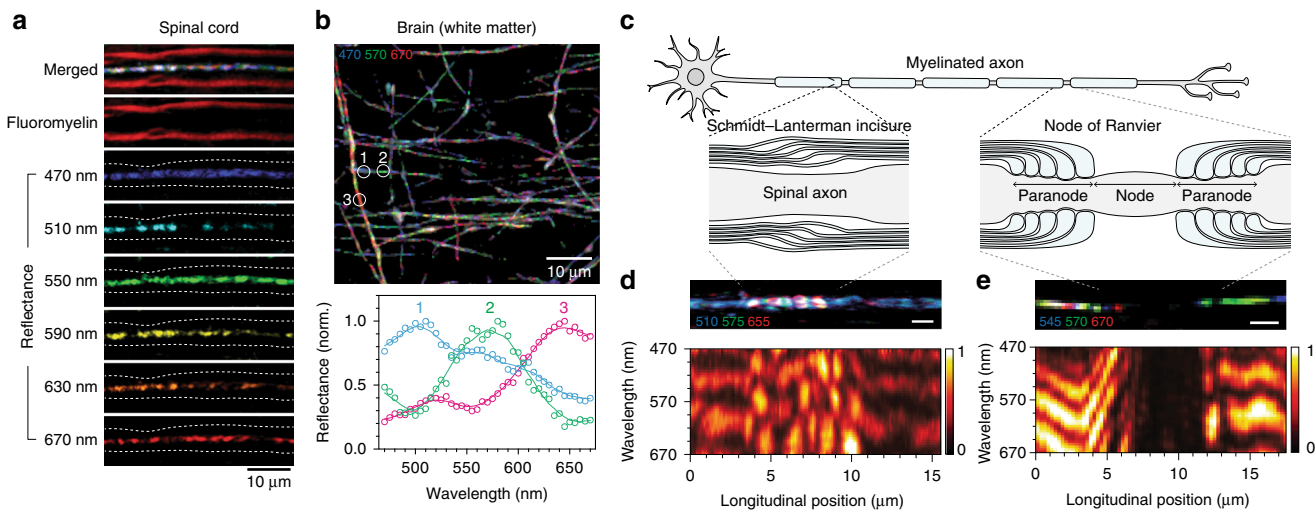 a
Spinal cord
Merged
Fluoromyelin
Reflectance
470 nm
510 nm
550 nm
590 nm
630 nm
670 nm
10 μm
b
Brain (white matter)
470 570 670
1
2
3
10 μm
Reflectance (norm.)
1.0
0.5
0.0
1
2
3
500
550
600
650
Wavelength (nm)
c
Myelinated axon
Schmidt–Lanterman incisure
Spinal axon
Node of Ranvier
Paranode
Node
Paranode
d
510 575 655
Wavelength (nm)
470
570
670
0
5
10
15
Longitudinal position (μm)
1
0
e
545 570 670
Wavelength (nm)
470
570
670
0
5
10
15
Longitudinal position (μm)
1
0